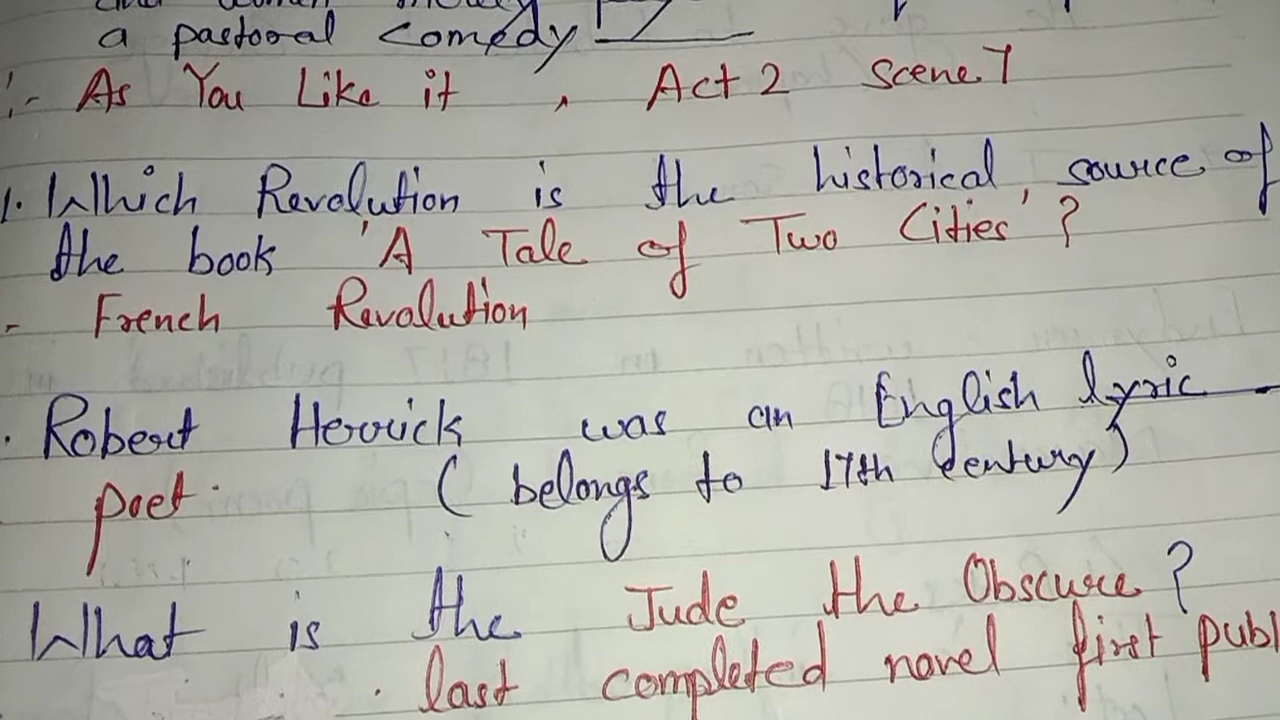 a pastoral comedy
:- As You Like it , Act 2 Scene 7
1. Which Revolution is the historical, source of
the book 'A Tale of Two Cities' ?
- French Revolution
. Robert Herrick was an English lyric
poet. ( belongs to 17th Century)
What is the Jude the Obscure ?
. last completed novel first publ